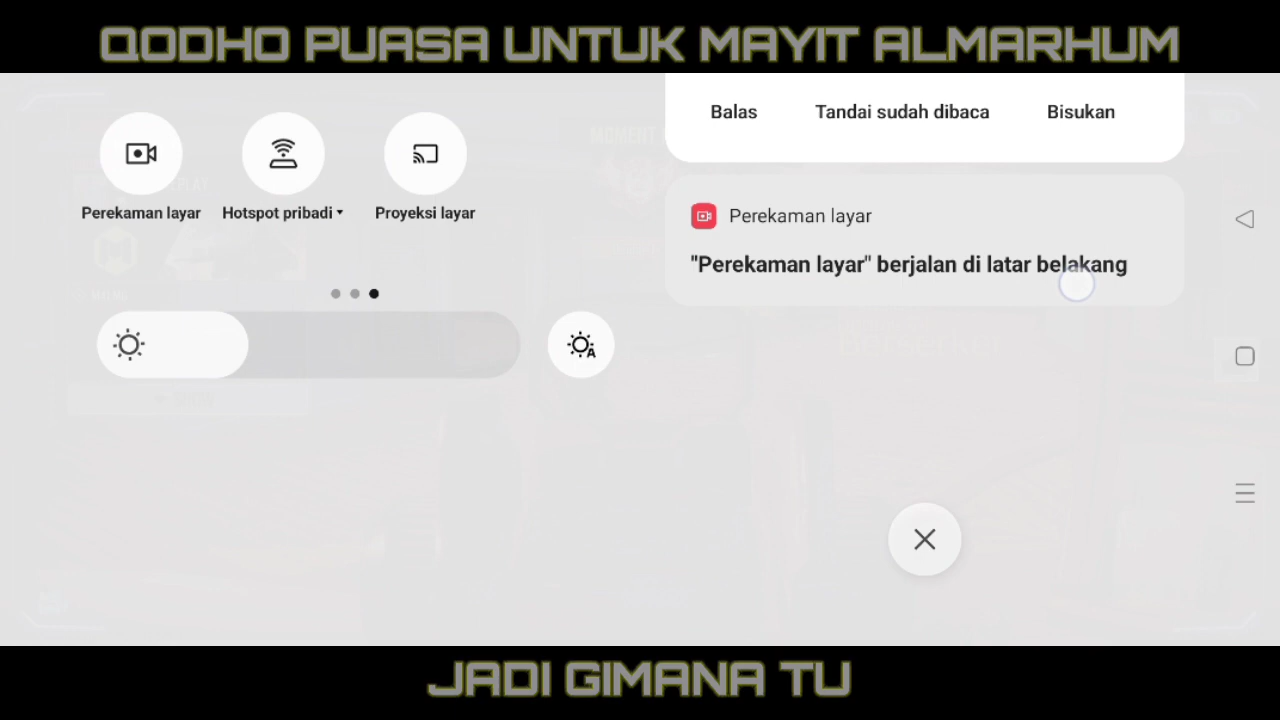 QODHO PUASA UNTUK MAYIT ALMARHUM
Balas Tandai sudah dibaca Bisukan
Perekaman layar Hotspot pribadi Proyeksi layar
Perekaman layar
"Perekaman layar" berjalan di latar belakang
A
JADI GIMANA TU